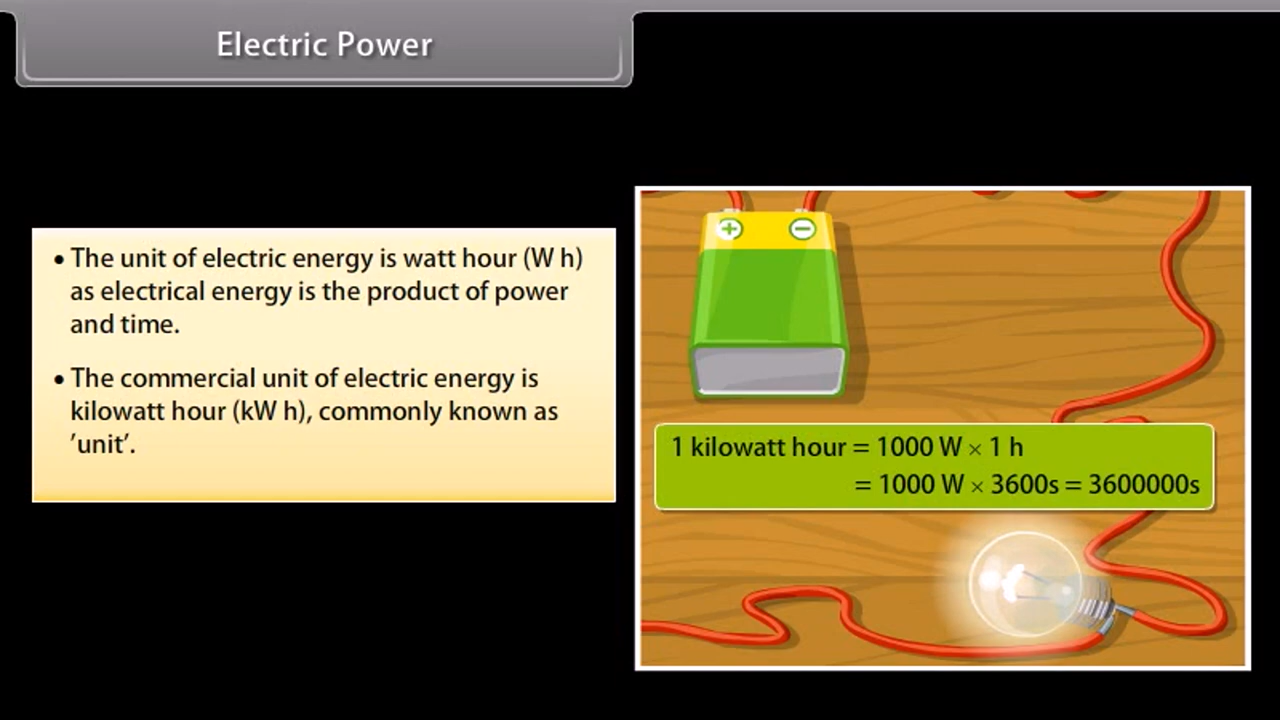 Electric Power
• The unit of electric energy is watt hour (W h)
as electrical energy is the product of power
and time.
• The commercial unit of electric energy is
kilowatt hour (kW h), commonly known as
'unit'.
+ −
1 kilowatt hour = 1000 W × 1 h
= 1000 W × 3600s = 3600000s